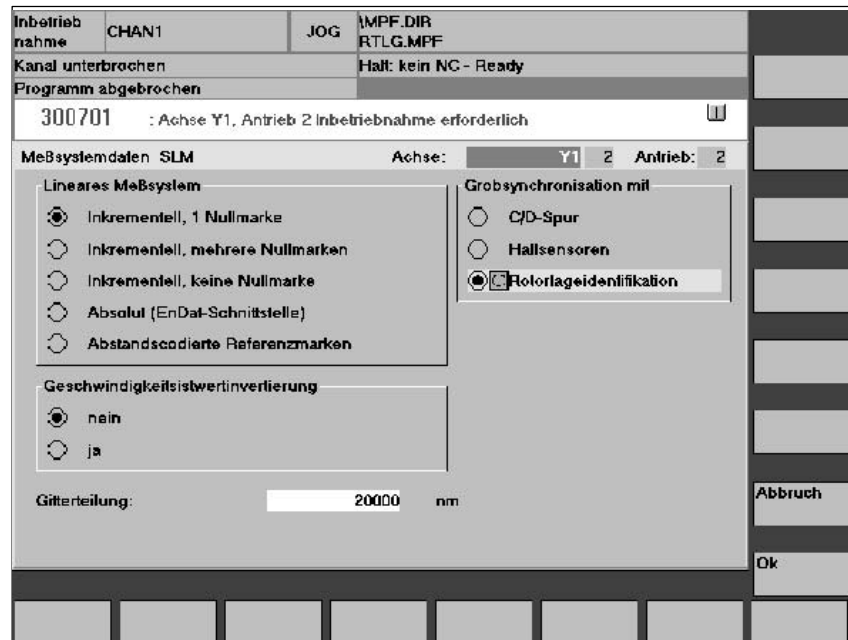 Inbetrieb
nahme
CHAN1
JOG
\MPF.DIR
RTLG.MPF
Kanal unterbrochen
Halt: kein NC - Ready
Programm abgebrochen
300701 : Achse Y1, Antrieb 2 Inbetriebnahme erforderlich
Meßsystemdaten SLM Achse: Y1 2 Antrieb: 2
Lineares Meßsystem
Inkrementell, 1 Nullmarke
Inkrementell, mehrere Nullmarken
Inkrementell, keine Nullmarke
Absolut (EnDat-Schnittstelle)
Abstandscodierte Referenzmarken
Grobsynchronisation mit
C/D-Spur
Hallsensoren
Rotorlageidentifikation
Geschwindigkeitsistwertinvertierung
nein
ja
Gitterteilung: 20000 nm
Abbruch
Ok